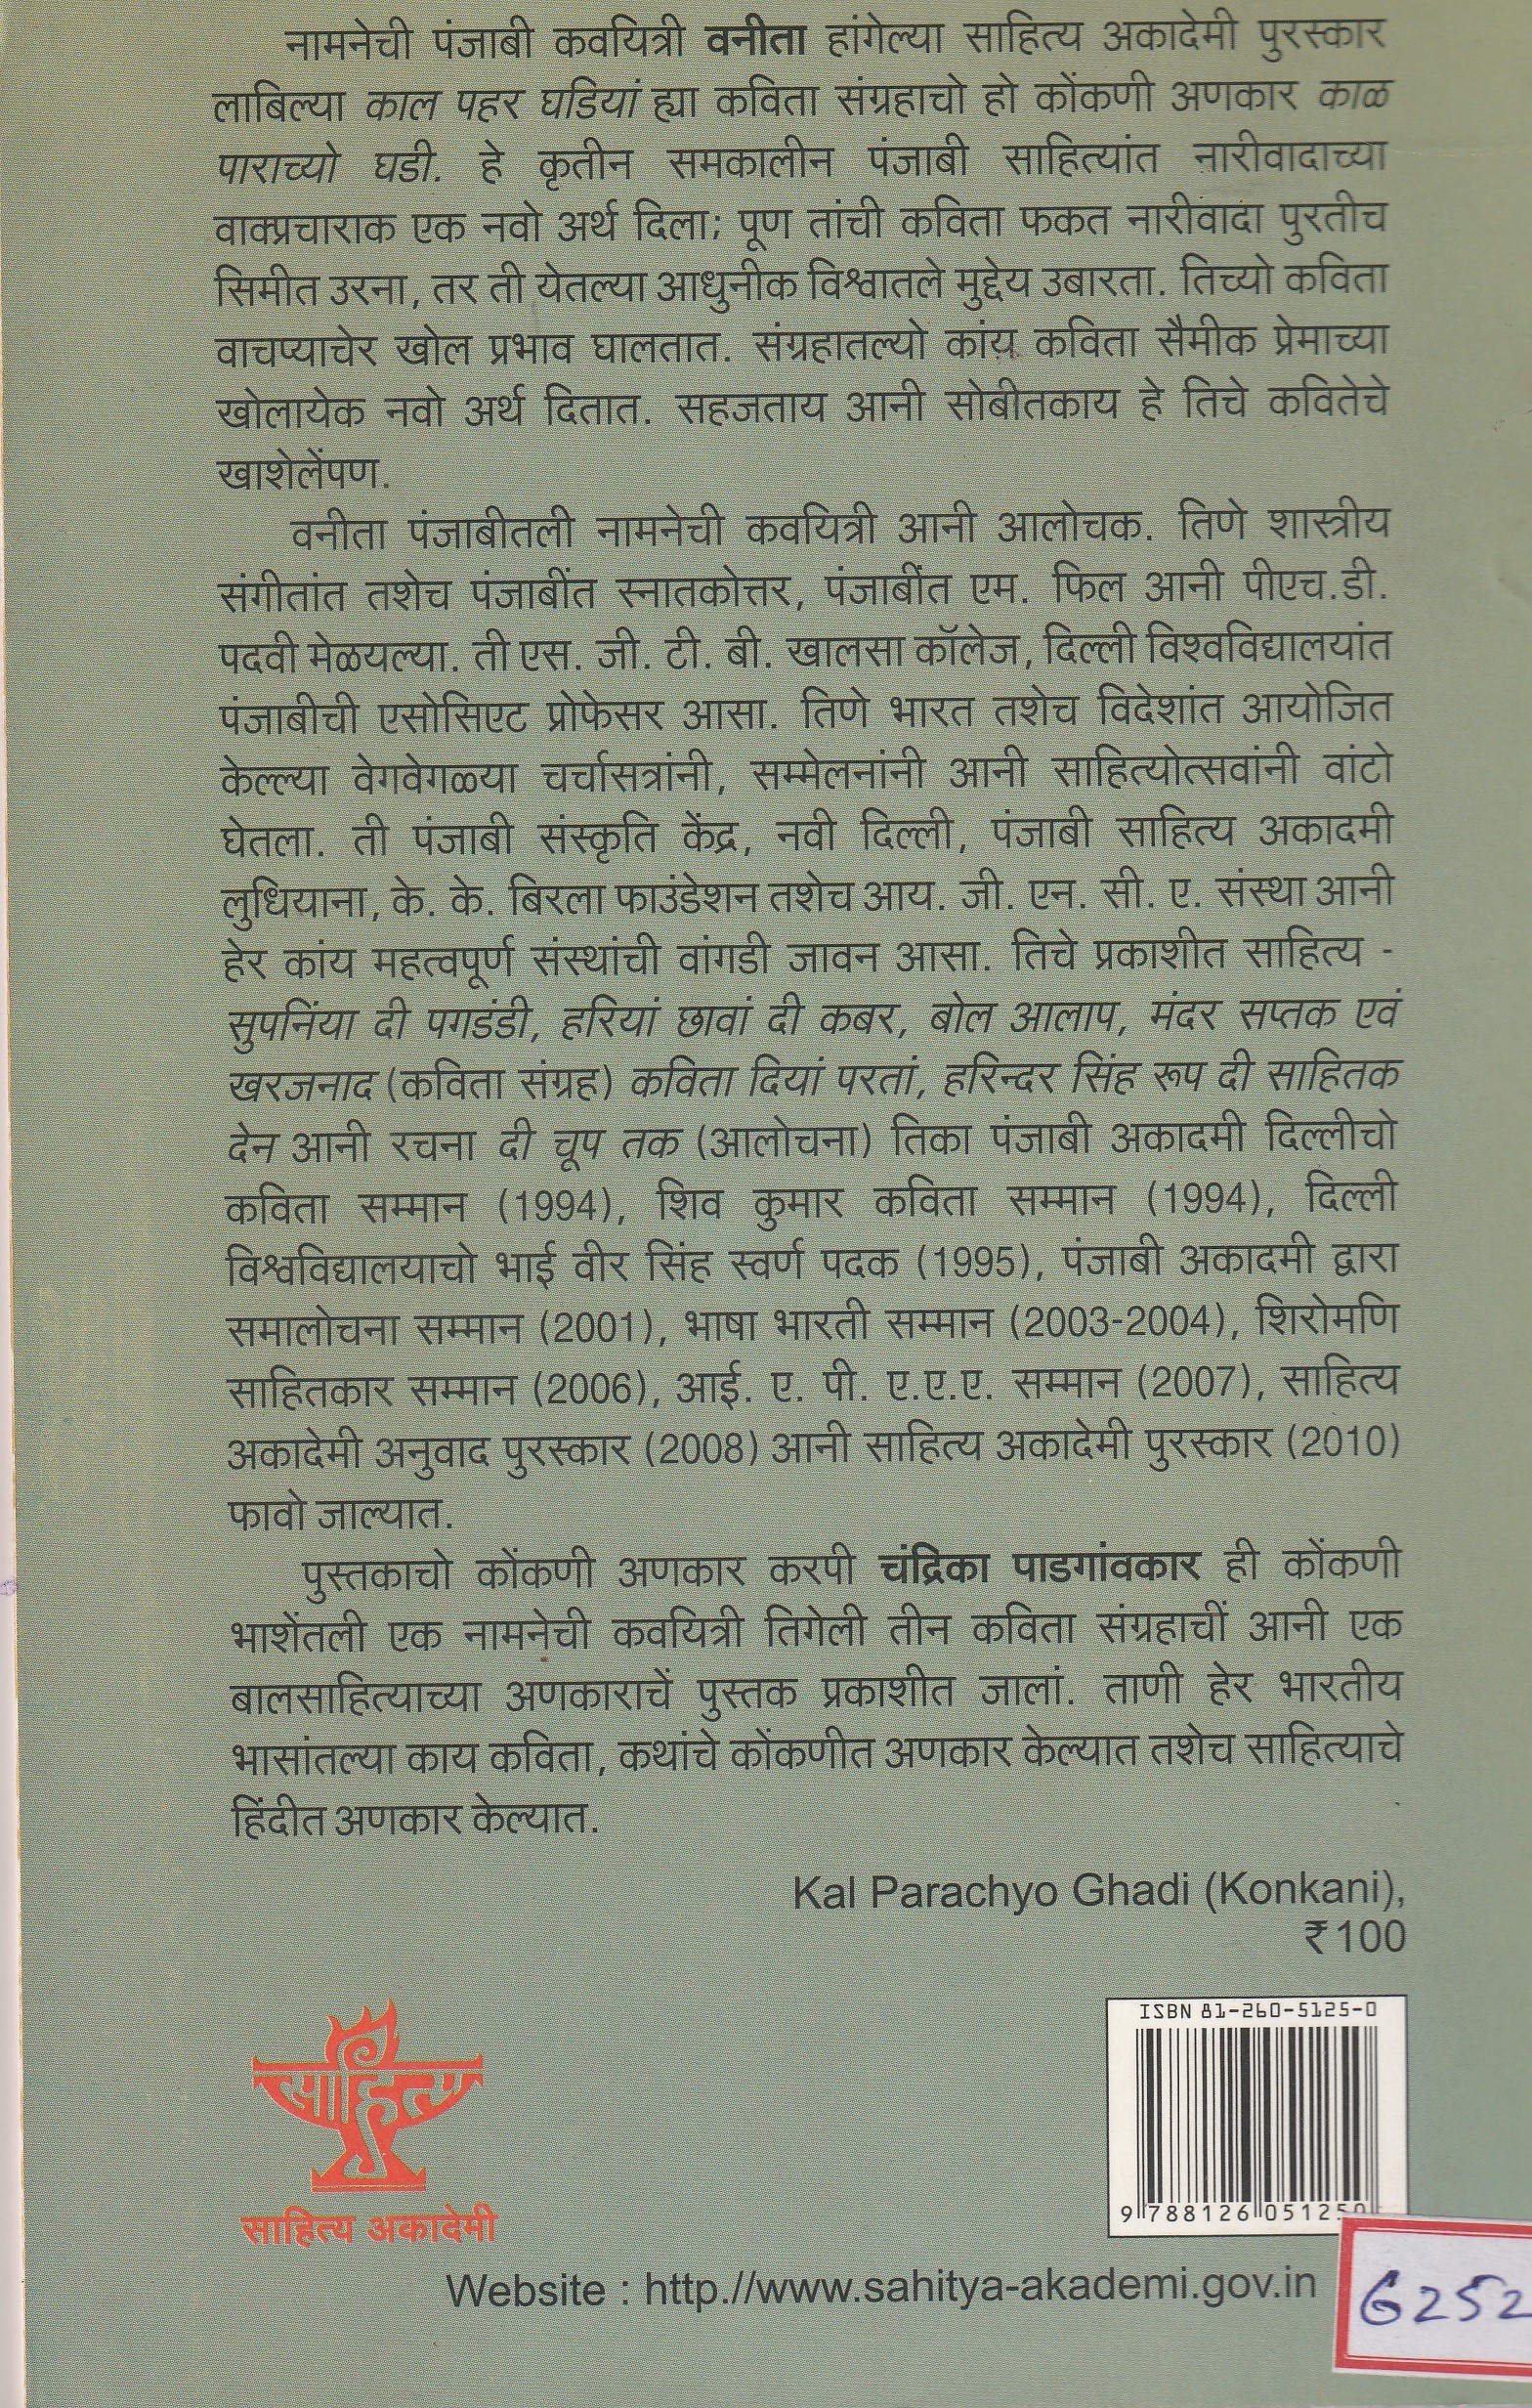 नामनेची पंजाबी कवयित्री वनीता हांगेल्या साहित्य अकादेमी पुरस्कार
लाबिल्या काल पहर घडियां ह्या कविता संग्रहाचो हो कोंकणी अणकार काळ
पाराच्यो घडी. हे कृतीन समकालीन पंजाबी साहित्यांत नारीवादाच्या
वाक्प्रचाराक एक नवो अर्थ दिला; पूण तांची कविता फकत नारीवादा पुरतीच
सिमीत उरना, तर ती येतल्या आधुनीक विश्वातले मुद्देय उबारता. तिच्यो कविता
वाचप्याचेर खोल प्रभाव घालतात. संग्रहातल्यो कांय कविता सैमीक प्रेमाच्या
खोलायेक नवो अर्थ दितात. सहजताय आनी सोबीतकाय हे तिचे कवितेचे
खाशेलेंपण.
वनीता पंजाबीतली नामनेची कवयित्री आनी आलोचक. तिणे शास्त्रीय
संगीतांत तशेच पंजाबींत स्नातकोत्तर, पंजाबींत एम. फिल आनी पीएच.डी.
पदवी मेळयल्या. ती एस. जी. टी. बी. खालसा कॉलेज, दिल्ली विश्वविद्यालयांत
पंजाबीची एसोसिएट प्रोफेसर आसा. तिणे भारत तशेच विदेशांत आयोजित
केल्ल्या वेगवेगळ्या चर्चासत्रांनी, सम्मेलनांनी आनी साहित्योत्सवांनी वांटो
घेतला. ती पंजाबी संस्कृति केंद्र, नवी दिल्ली, पंजाबी साहित्य अकादमी
लुधियाना, के. के. बिरला फाउंडेशन तशेच आय. जी. एन. सी. ए. संस्था आनी
हेर कांय महत्वपूर्ण संस्थांची वांगडी जावन आसा. तिचे प्रकाशीत साहित्य -
सुपनिंया दी पगडंडी, हरियां छावां दी कबर, बोल आलाप, मंदर सप्तक एवं
खरजनाद (कविता संग्रह) कविता दियां परतां, हरिन्दर सिंह रूप दी साहितक
देन आनी रचना दी चूप तक (आलोचना) तिका पंजाबी अकादमी दिल्लीचो
कविता सम्मान (1994), शिव कुमार कविता सम्मान (1994), दिल्ली
विश्वविद्यालयाचो भाई वीर सिंह स्वर्ण पदक (1995), पंजाबी अकादमी द्वारा
समालोचना सम्मान (2001), भाषा भारती सम्मान (2003-2004), शिरोमणि
साहितकार सम्मान (2006), आई. ए. पी. ए.ए.ए. सम्मान (2007), साहित्य
अकादेमी अनुवाद पुरस्कार (2008) आनी साहित्य अकादेमी पुरस्कार (2010)
फावो जाल्यात.
पुस्तकाचो कोंकणी अणकार करपी चंद्रिका पाडगांवकार ही कोंकणी
भाशेंतली एक नामनेची कवयित्री तिगेली तीन कविता संग्रहाचीं आनी एक
बालसाहित्याच्या अणकाराचें पुस्तक प्रकाशीत जालां. ताणी हेर भारतीय
भासांतल्या काय कविता, कथांचे कोंकणीत अणकार केल्यात तशेच साहित्याचे
हिंदीत अणकार केल्यात.
Kal Parachyo Ghadi (Konkani),
₹100
ISBN 81-260-5125-0
9 788126 051250
साहित्य
साहित्य अकादेमी
Website : http.//www.sahitya-akademi.gov.in
6252